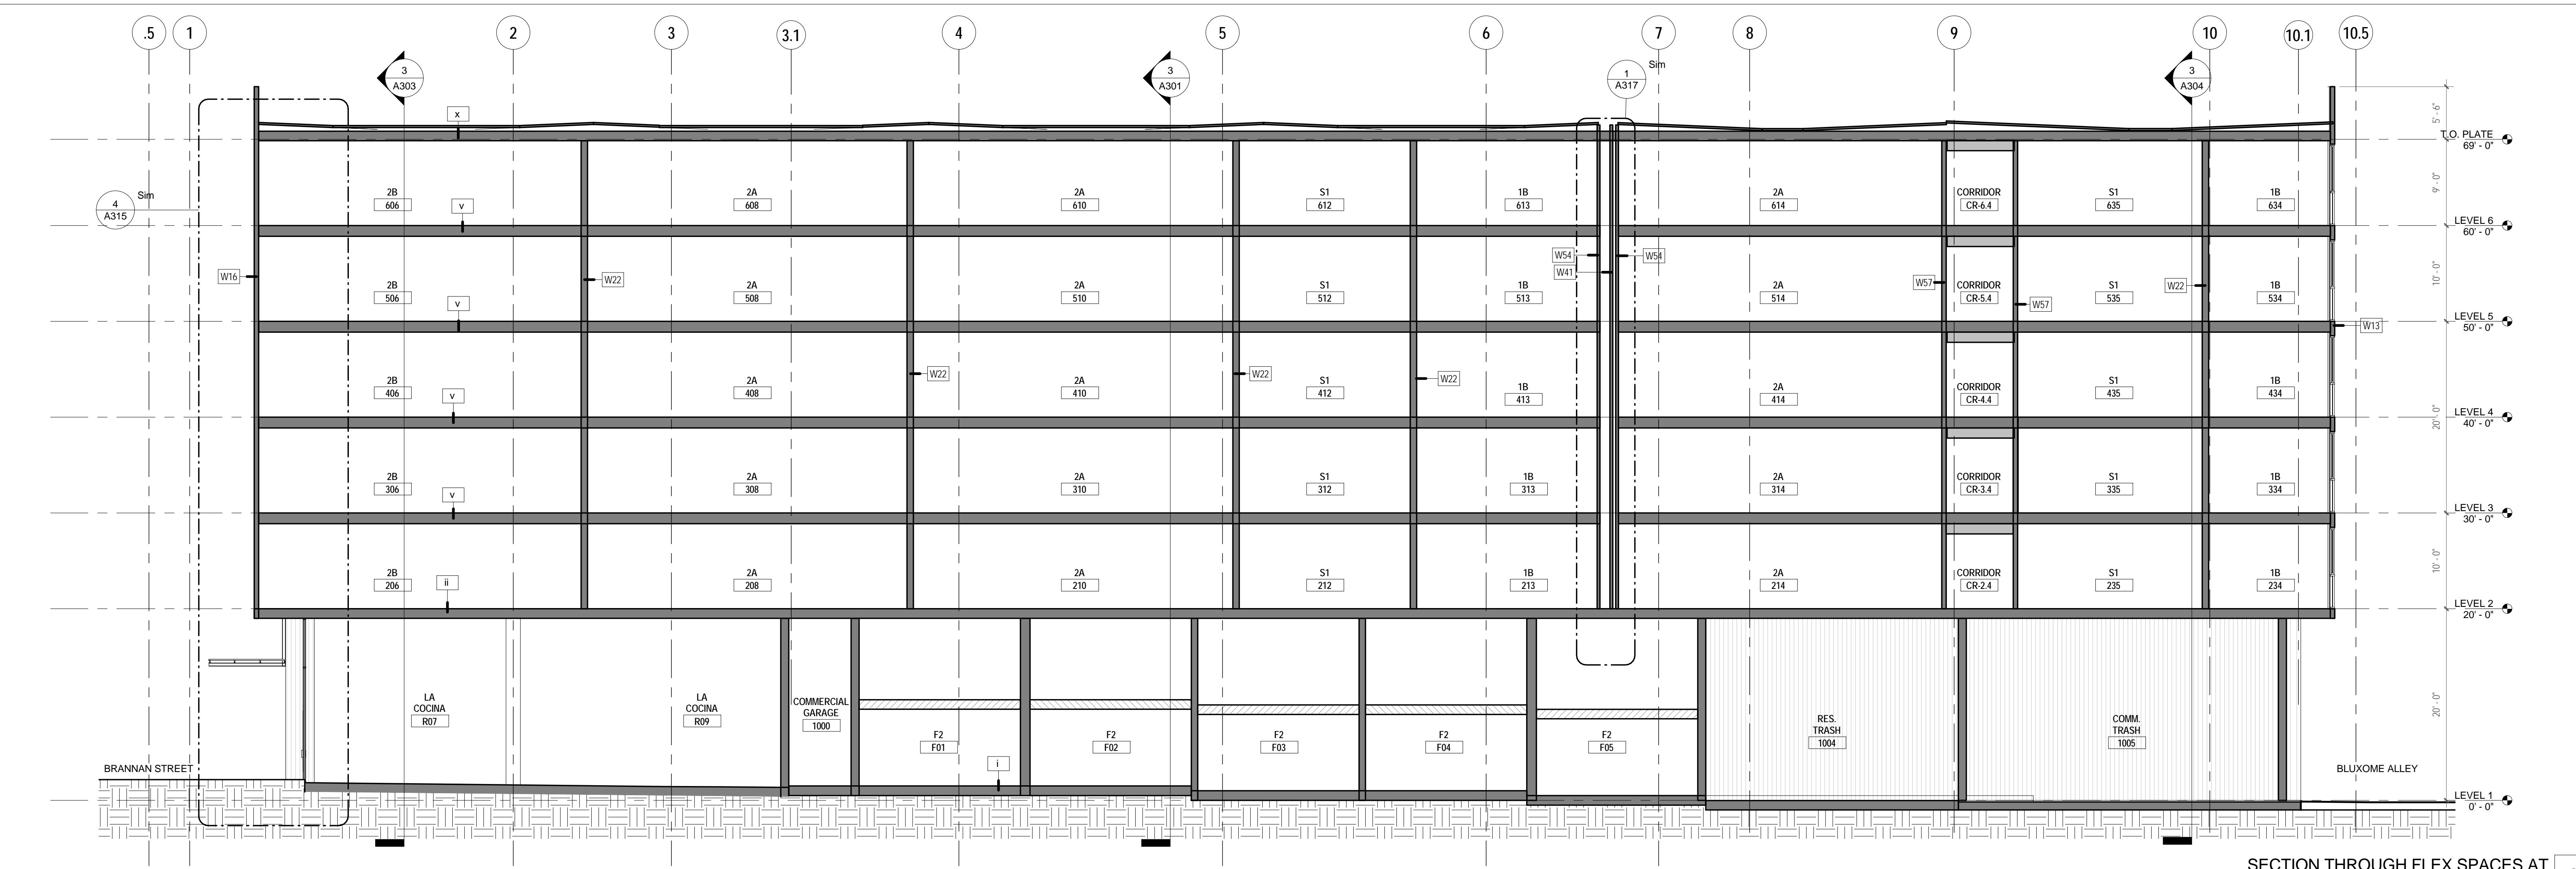 .5
1
2
3
3.1
4
5
6
7
8
9
10
10.1
10.5
3
A303
3
A301
1
A317
Sim
3
A304
5' - 6"
x
T.O. PLATE
69' - 0"
4
A315
Sim
2B
606
v
2A
608
2A
610
S1
612
1B
613
2A
614
CORRIDOR
CR-6.4
S1
635
1B
634
9' - 0"
LEVEL 6
60' - 0"
W16
W22
W54
W41
W54
W57
W57
W22
2B
506
v
2A
508
2A
510
S1
512
1B
513
2A
514
CORRIDOR
CR-5.4
S1
535
1B
534
10' - 0"
LEVEL 5
50' - 0"
W13
W22
W22
W22
2B
406
v
2A
408
2A
410
S1
412
1B
413
2A
414
CORRIDOR
CR-4.4
S1
435
1B
434
20' - 0"
LEVEL 4
40' - 0"
2B
306
v
2A
308
2A
310
S1
312
1B
313
2A
314
CORRIDOR
CR-3.4
S1
335
1B
334
LEVEL 3
30' - 0"
2B
206
ii
2A
208
2A
210
S1
212
1B
213
2A
214
CORRIDOR
CR-2.4
S1
235
1B
234
10' - 0"
LEVEL 2
20' - 0"
LA
COCINA
R07
LA
COCINA
R09
COMMERCIAL
GARAGE
1000
F2
F01
F2
F02
F2
F03
F2
F04
F2
F05
RES.
TRASH
1004
COMM.
TRASH
1005
20' - 0"
i
BRANNAN STREET
BLUXOME ALLEY
LEVEL 1
0' - 0"
SECTION THROUGH FLEX SPACES AT